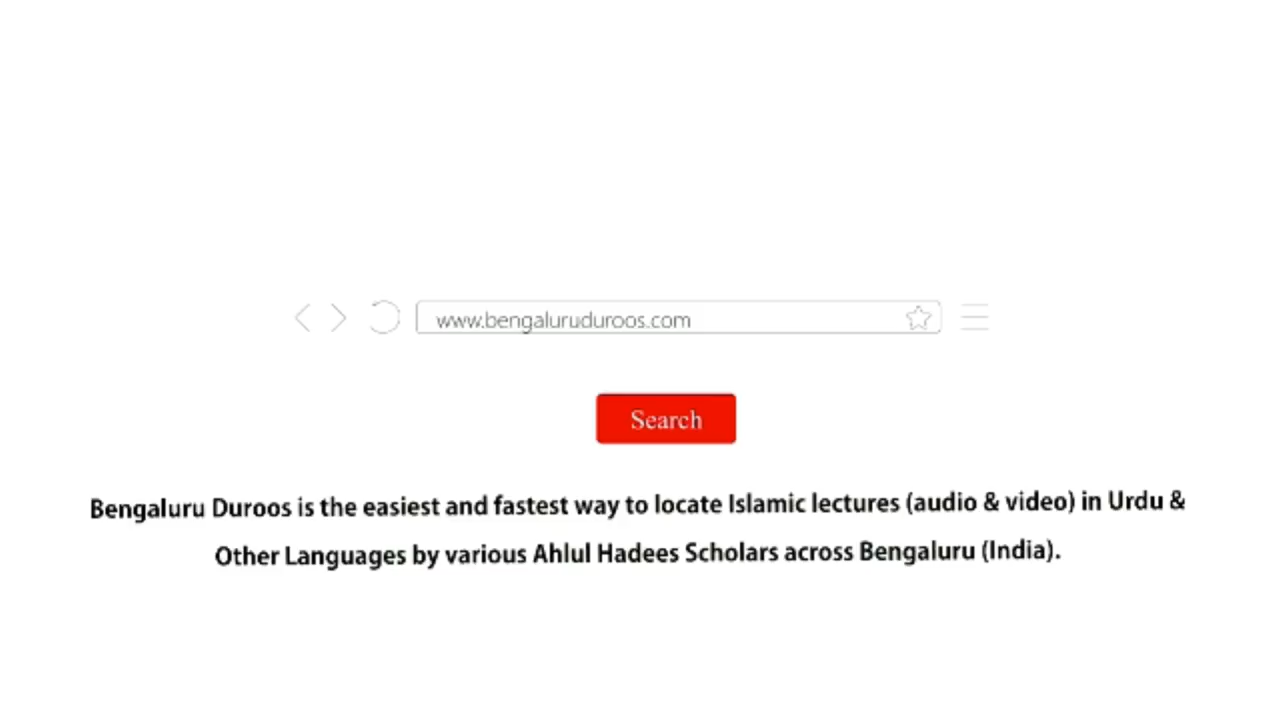 www.bengaluruduroos.com
Search
Bengaluru Duroos is the easiest and fastest way to locate Islamic lectures (audio & video) in Urdu &
Other Languages by various Ahlul Hadees Scholars across Bengaluru (India).